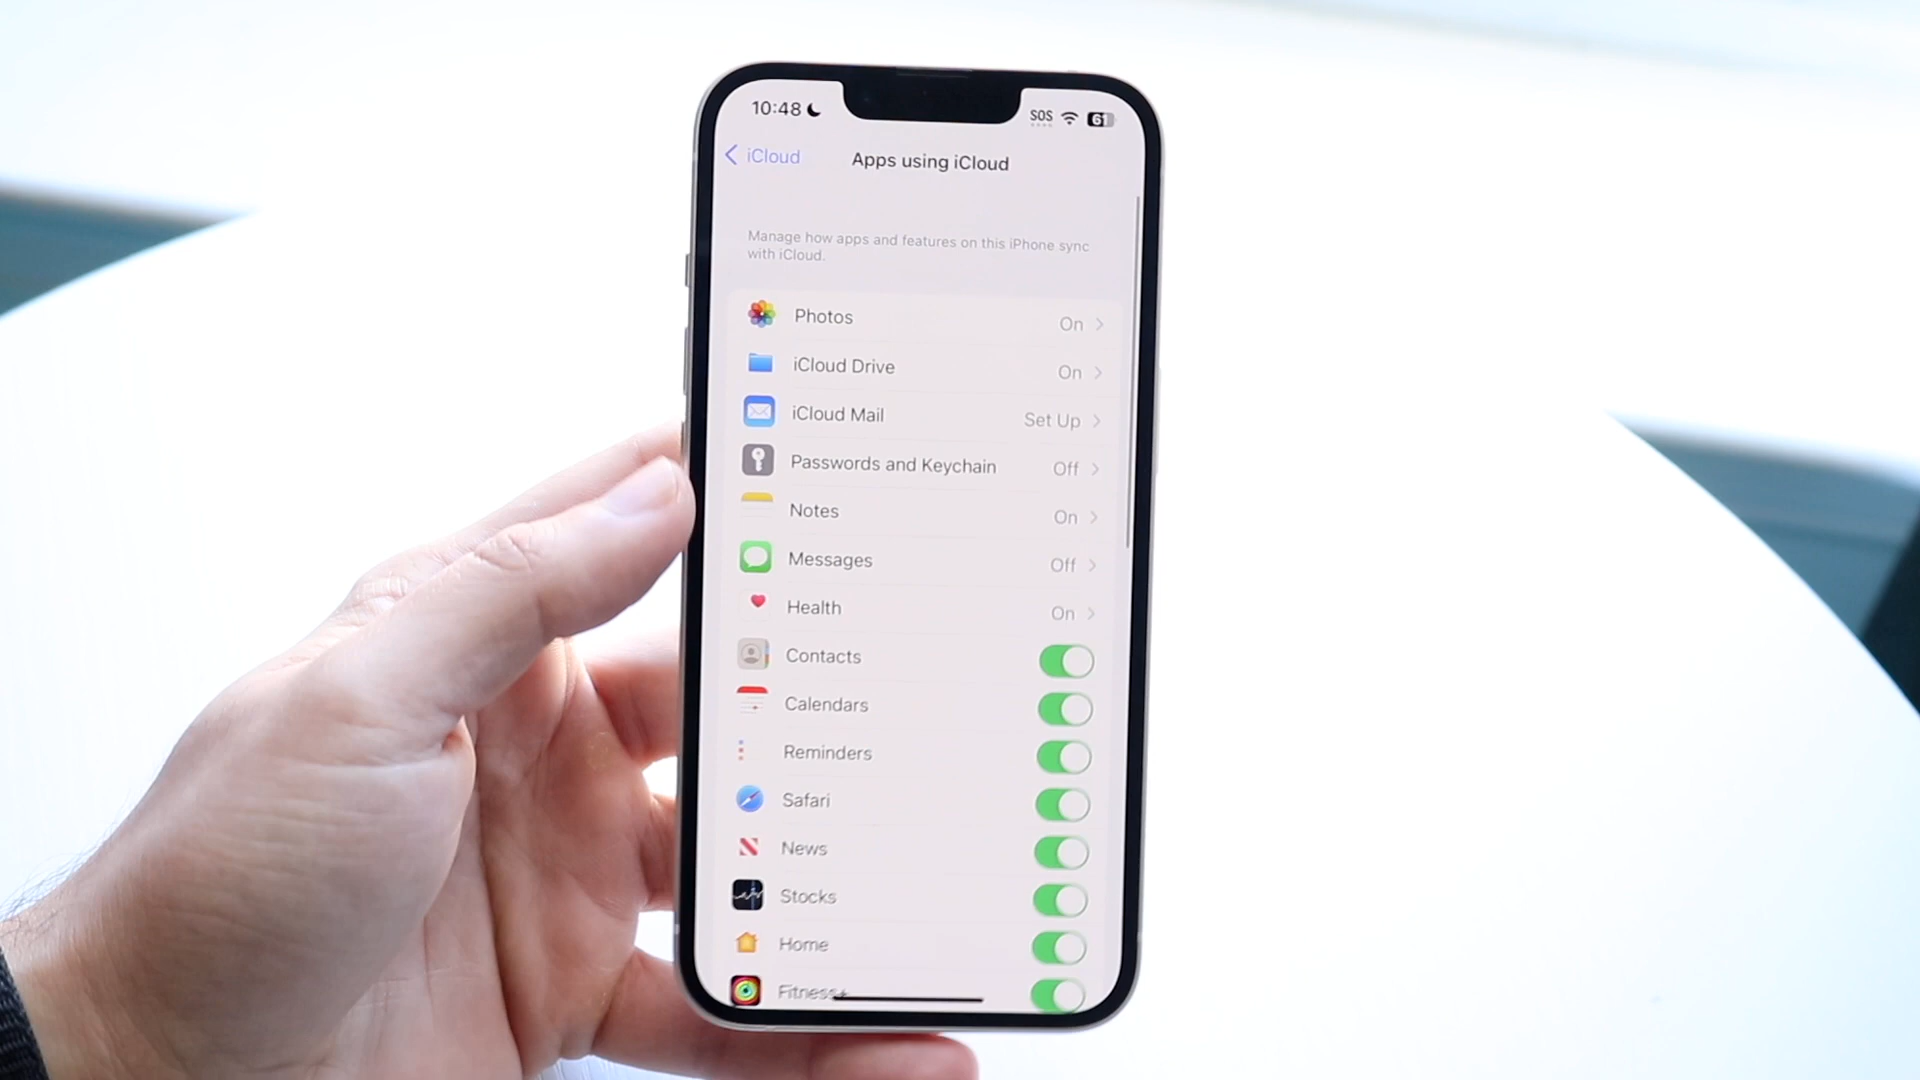 10:48
SOS
61
iCloud
Apps using iCloud
Manage how apps and features on this iPhone sync
with iCloud.
Photos On
iCloud Drive On
iCloud Mail Set Up
Passwords and Keychain Off
Notes On
Messages Off
Health On
Contacts
Calendars
Reminders
Safari
News
Stocks
Home
Fitness+